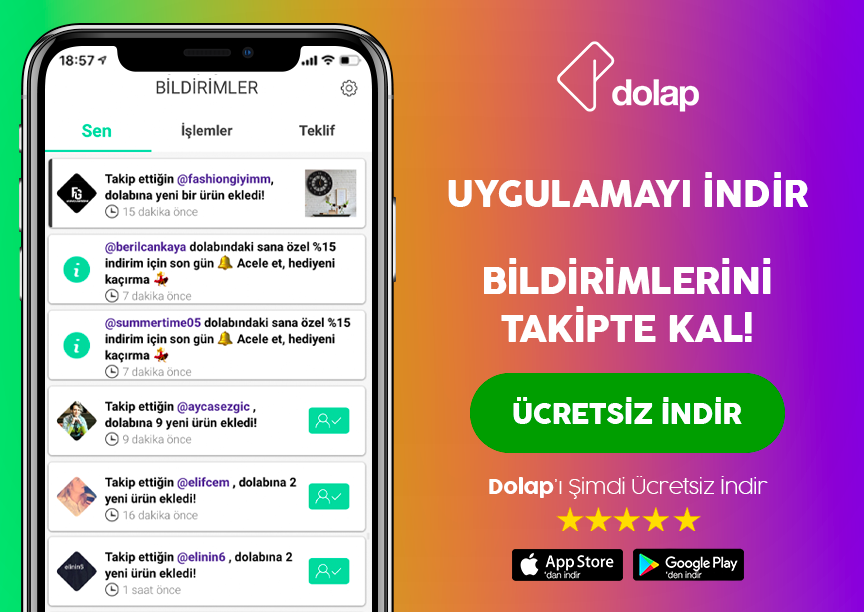 18:57
BİLDİRİMLER
Sen
İşlemler
Teklif
Takip ettiğin @fashiongiyimm,
dolabına yeni bir ürün ekledi!
15 dakika önce
@berilcankaya dolabındaki sana özel %15
indirim için son gün 🔔 Acele et, hediyeni
kaçırma 💃
7 dakika önce
@summertime05 dolabındaki sana özel %15
indirim için son gün 🔔 Acele et, hediyeni
kaçırma 💃
7 dakika önce
Takip ettiğin @aycasezgic ,
dolabına 9 yeni ürün ekledi!
9 dakika önce
Takip ettiğin @elifcem , dolabına 2
yeni ürün ekledi!
16 dakika önce
elinin5
Takip ettiğin @elinin6 , dolabına 2
yeni ürün ekledi!
1 saat önce
dolap
UYGULAMAYI İNDİR
BİLDİRİMLERİNİ
TAKİPTE KAL!
ÜCRETSİZ İNDİR
Dolap'ı Şimdi Ücretsiz İndir
App Store
'dan indir
Google Play
'den indir